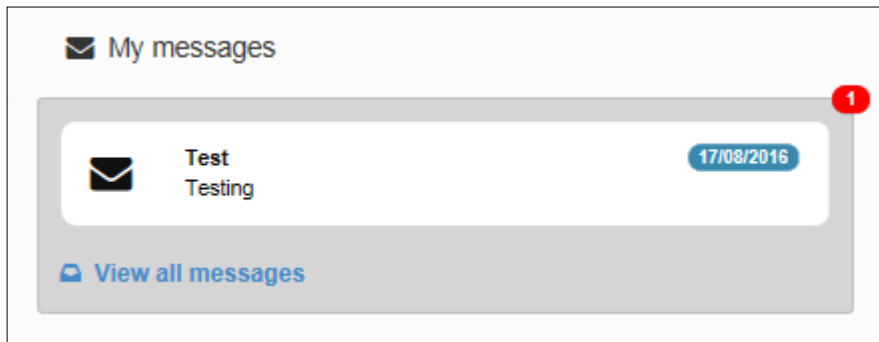 My messages
1
Test
17/08/2016
Testing
View all messages